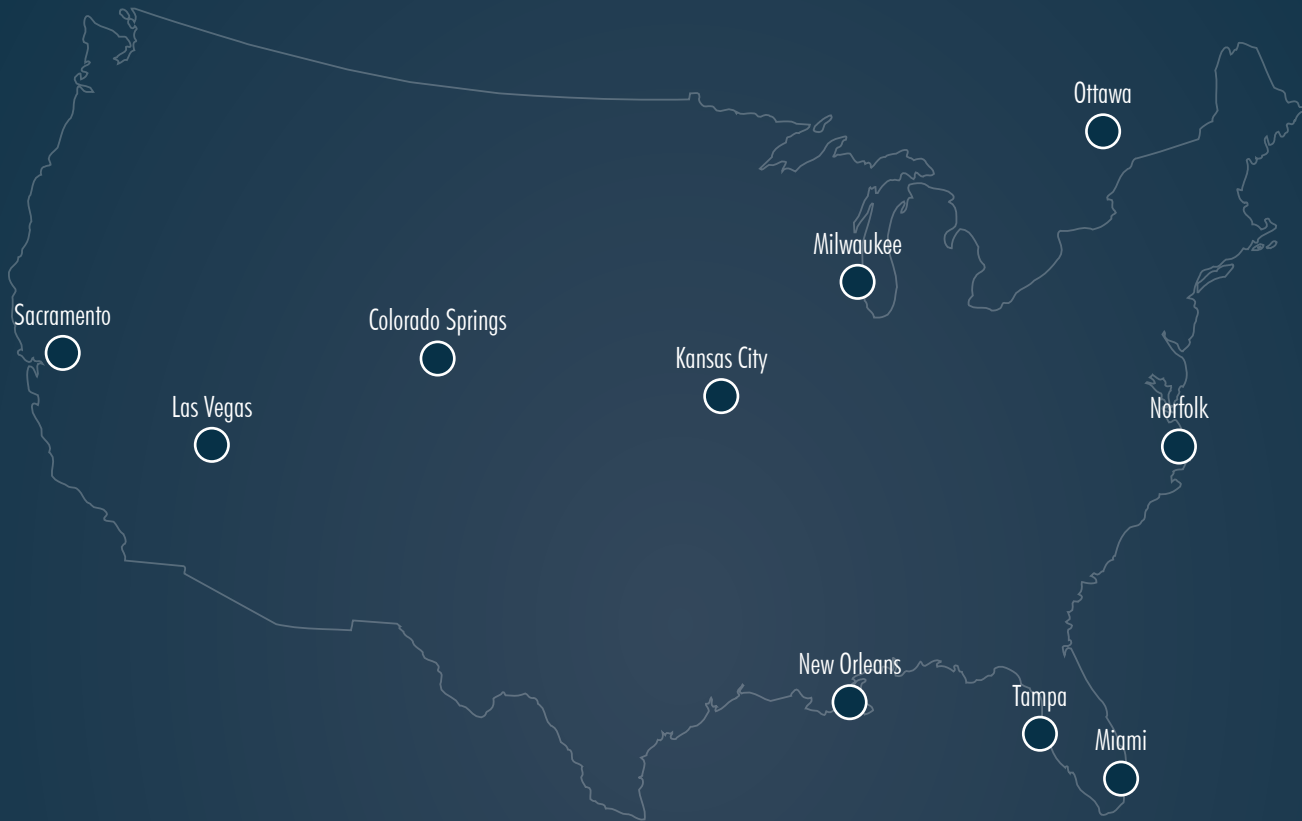 Ottawa
Milwaukee
Sacramento
Colorado Springs
Kansas City
Las Vegas
Norfolk
New Orleans
Tampa
Miami